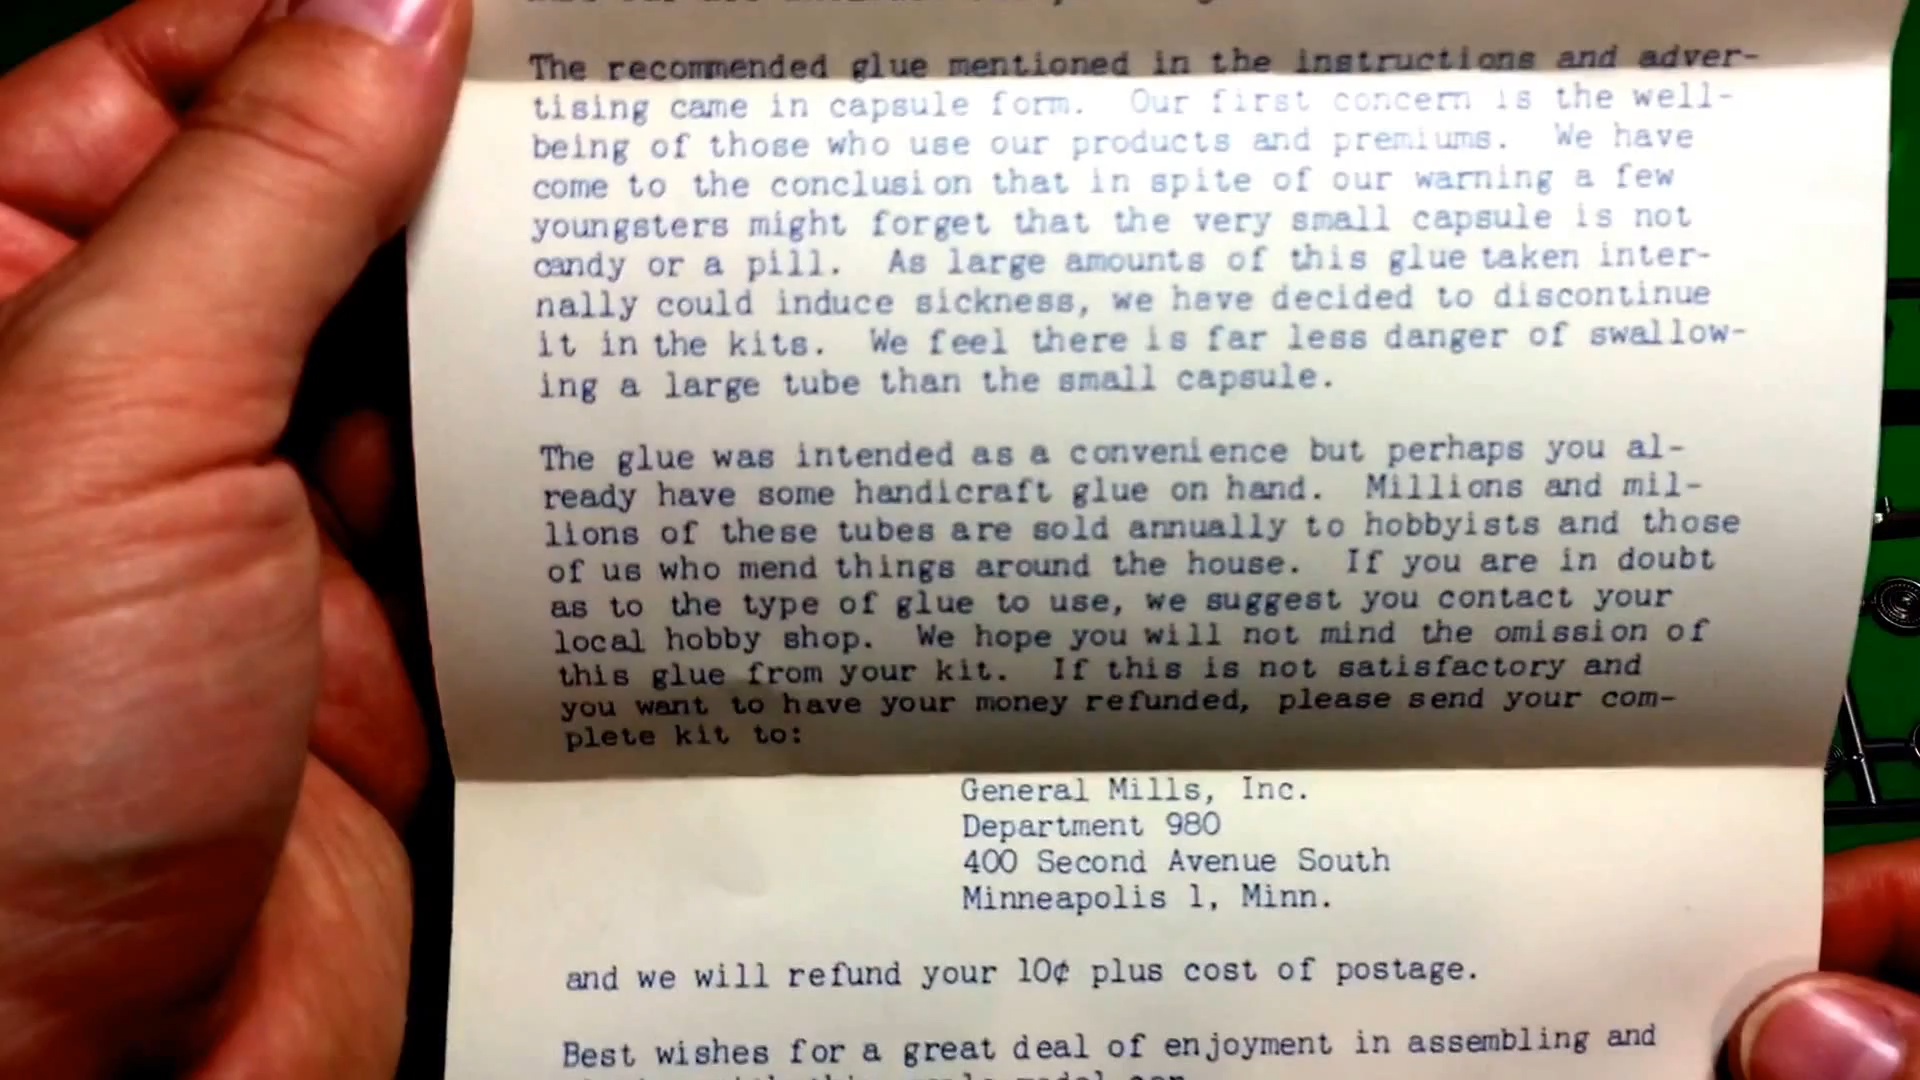 The recommended glue mentioned in the instructions and adver-
tising came in capsule form. Our first concern is the well-
being of those who use our products and premiums. We have
come to the conclusion that in spite of our warning a few
youngsters might forget that the very small capsule is not
candy or a pill. As large amounts of this glue taken inter-
nally could induce sickness, we have decided to discontinue
it in the kits. We feel there is far less danger of swallow-
ing a large tube than the small capsule.
The glue was intended as a convenience but perhaps you al-
ready have some handicraft glue on hand. Millions and mil-
lions of these tubes are sold annually to hobbyists and those
of us who mend things around the house. If you are in doubt
as to the type of glue to use, we suggest you contact your
local hobby shop. We hope you will not mind the omission of
this glue from your kit. If this is not satisfactory and
you want to have your money refunded, please send your com-
plete kit to:
General Mills, Inc.
Department 980
400 Second Avenue South
Minneapolis 1, Minn.
and we will refund your 10¢ plus cost of postage.
Best wishes for a great deal of enjoyment in assembling and